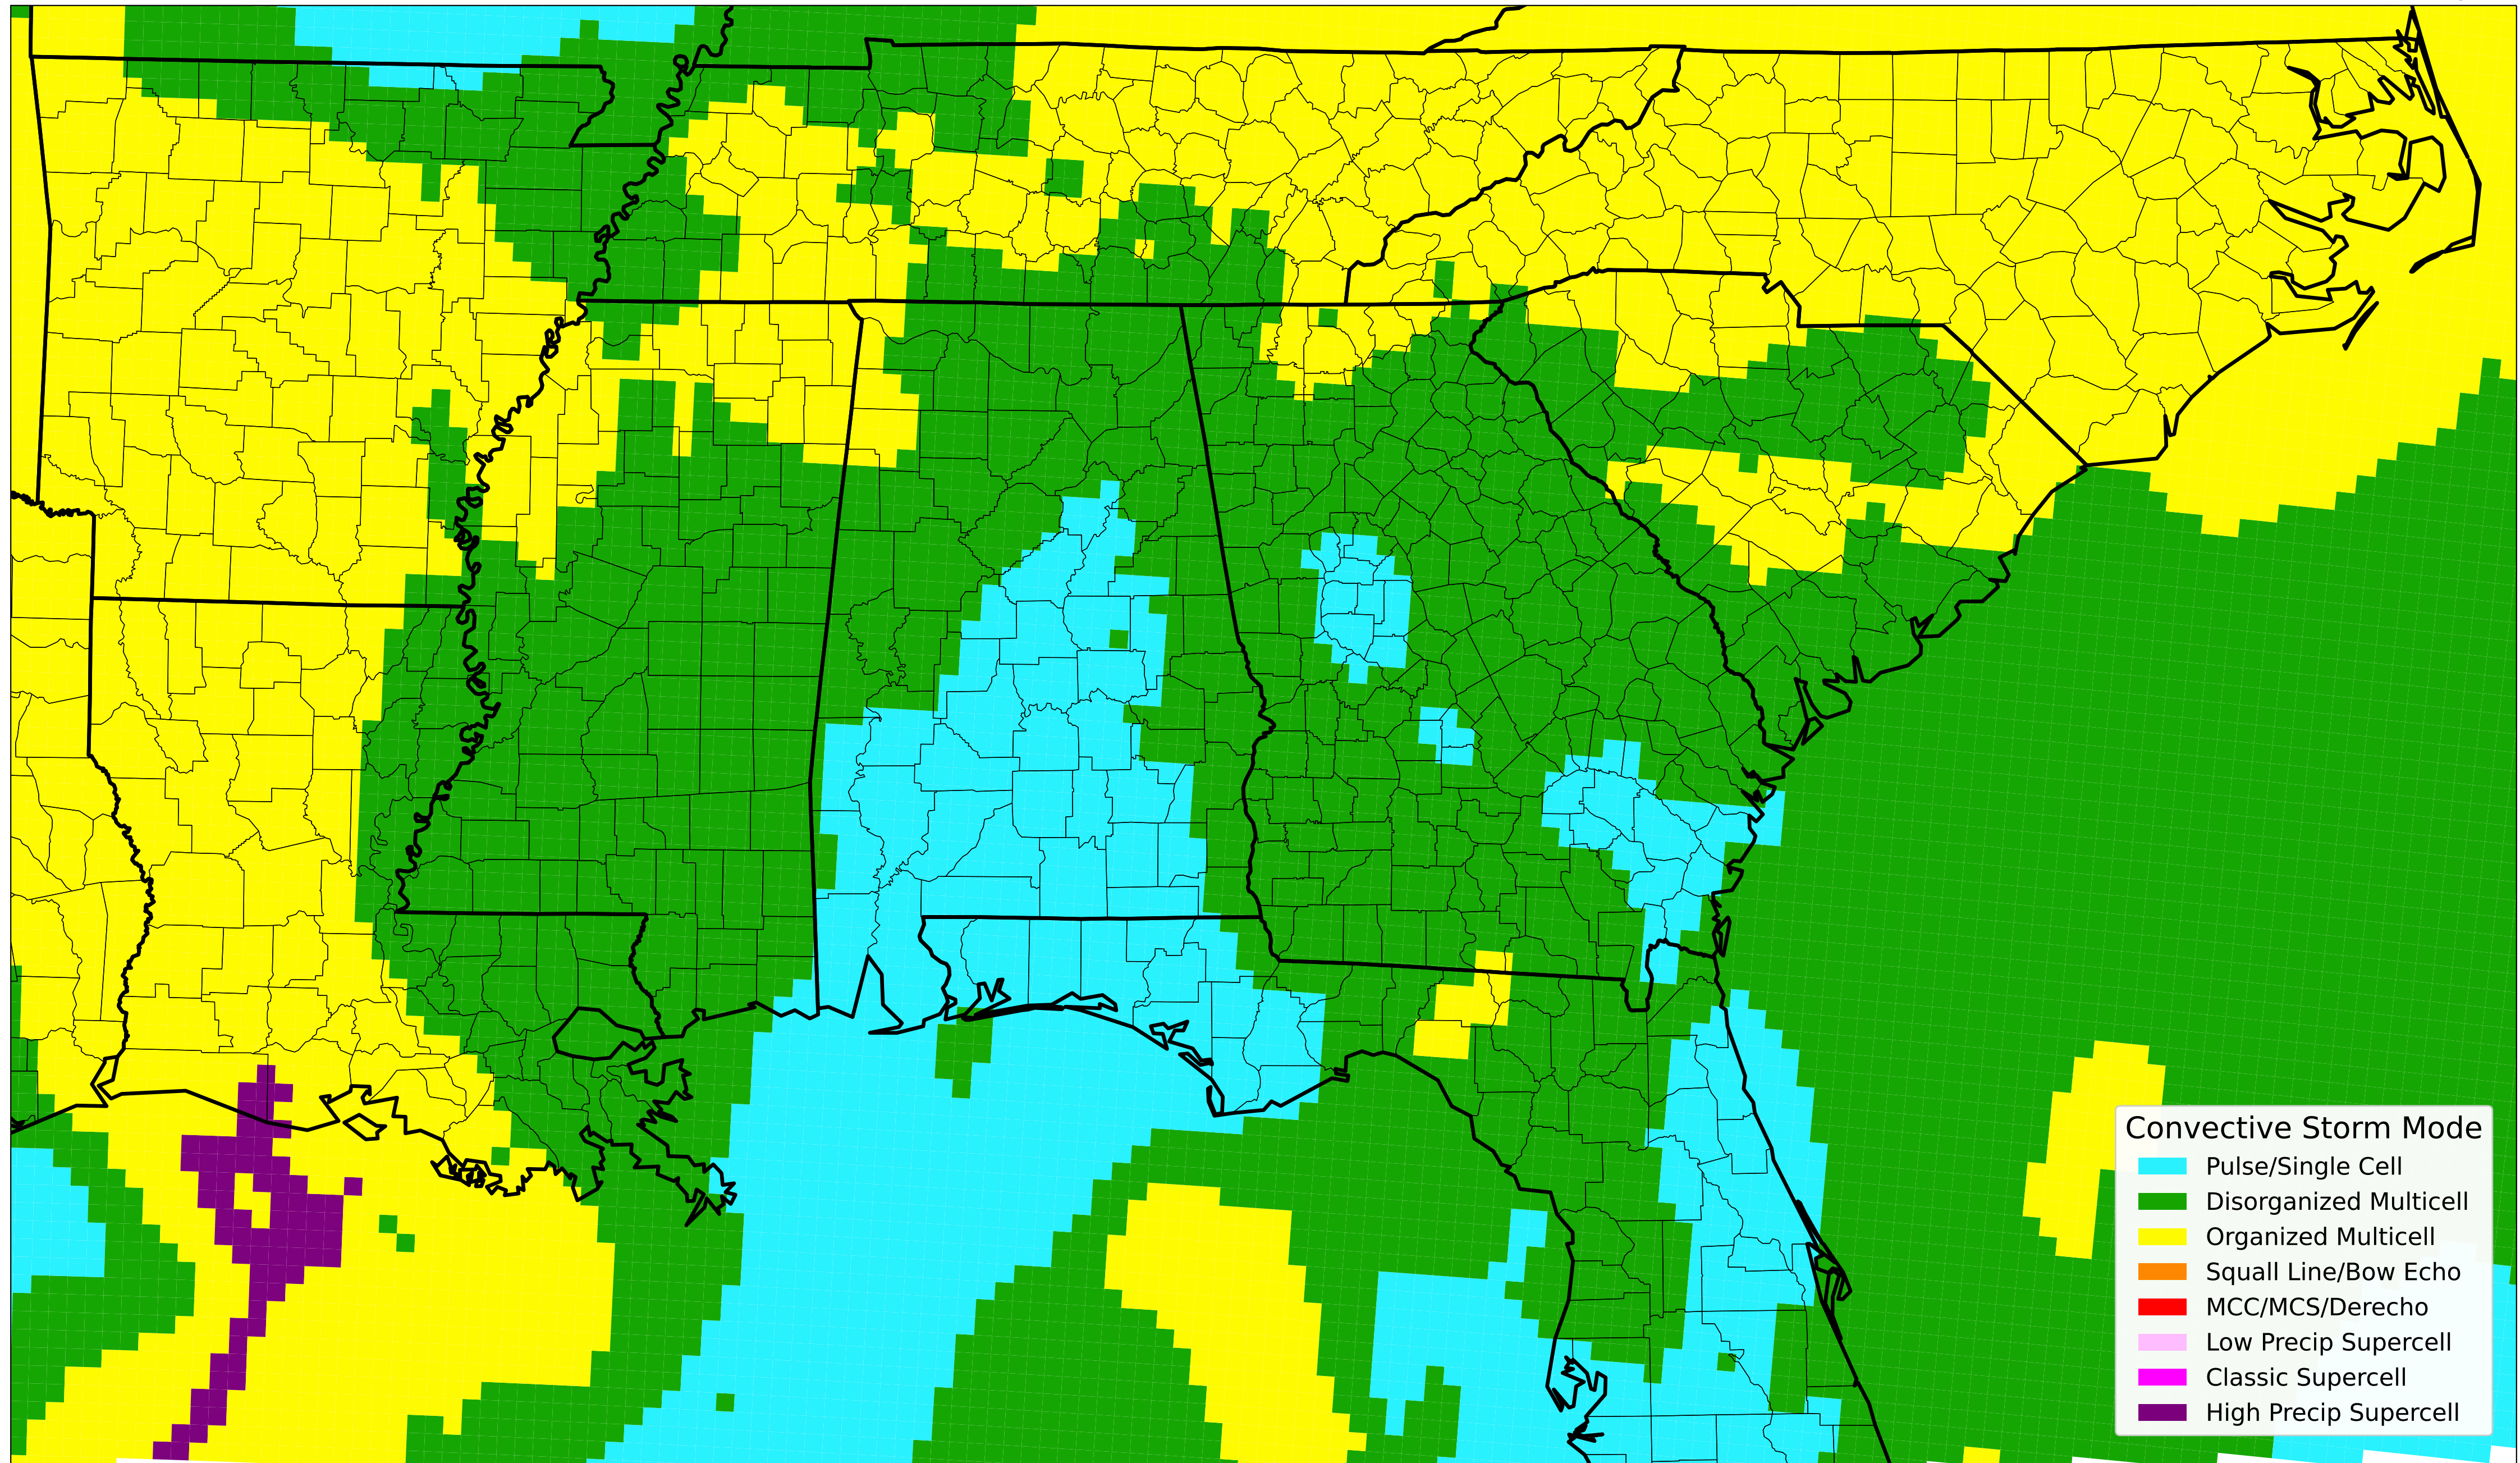 Convective Storm Mode
Pulse/Single Cell
Disorganized Multicell
Organized Multicell
Squall Line/Bow Echo
MCC/MCS/Derecho
Low Precip Supercell
Classic Supercell
High Precip Supercell